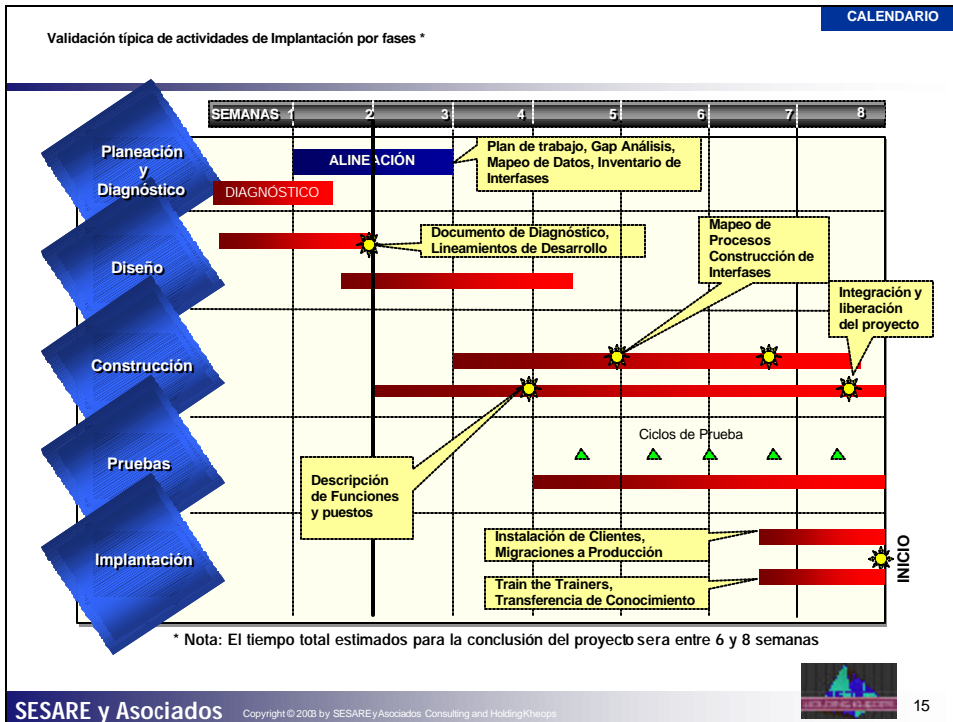 CALENDARIO
Validación típica de actividades de Implantación por fases *
SEMANAS 1 2 3 4 5 6 7 8
Planeación
y
Diagnóstico
ALINEACIÓN
DIAGNÓSTICO
Plan de trabajo, Gap Análisis,
Mapeo de Datos, Inventario de
Interfases
Diseño
Documento de Diagnóstico,
Lineamientos de Desarrollo
Mapeo de
Procesos
Construcción de
Interfases
Integración y
liberación
del proyecto
Construcción
Pruebas
Ciclos de Prueba
Descripción
de Funciones
y puestos
Implantación
Instalación de Clientes,
Migraciones a Producción
Train the Trainers,
Transferencia de Conocimiento
INICIO
* Nota: El tiempo total estimados para la conclusión del proyecto sera entre 6 y 8 semanas
SESARE y Asociados
Copyright © 2003 by SESARE y Asociados Consulting and HoldingKheops
HOLDING KHEOPS
15